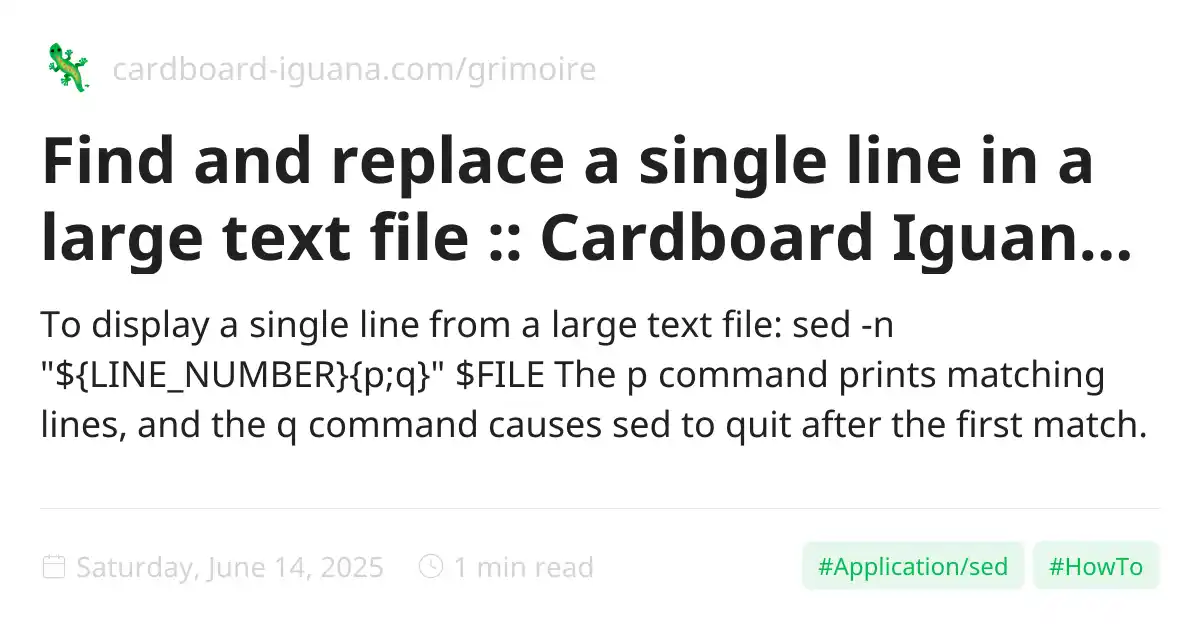 cardboard-iguana.com/grimoire
Find and replace a single line in a
large text file :: Cardboard Iguan...
To display a single line from a large text file: sed -n
"${LINE_NUMBER}{p;q}" $FILE The p command prints matching
lines, and the q command causes sed to quit after the first match.
Saturday, June 14, 2025 1 min read #Application/sed #HowTo